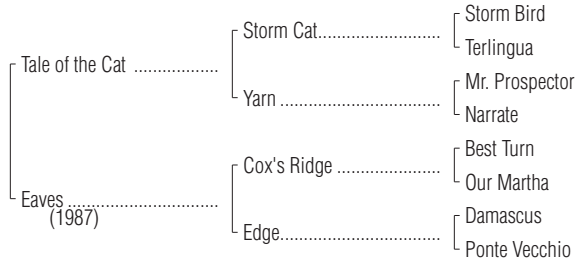 Storm Bird
Storm Cat
Terlingua
Tale of the Cat
Mr. Prospector
Yarn
Narrate
Best Turn
Cox's Ridge
Our Martha
Eaves
(1987)
Damascus
Edge
Ponte Vecchio